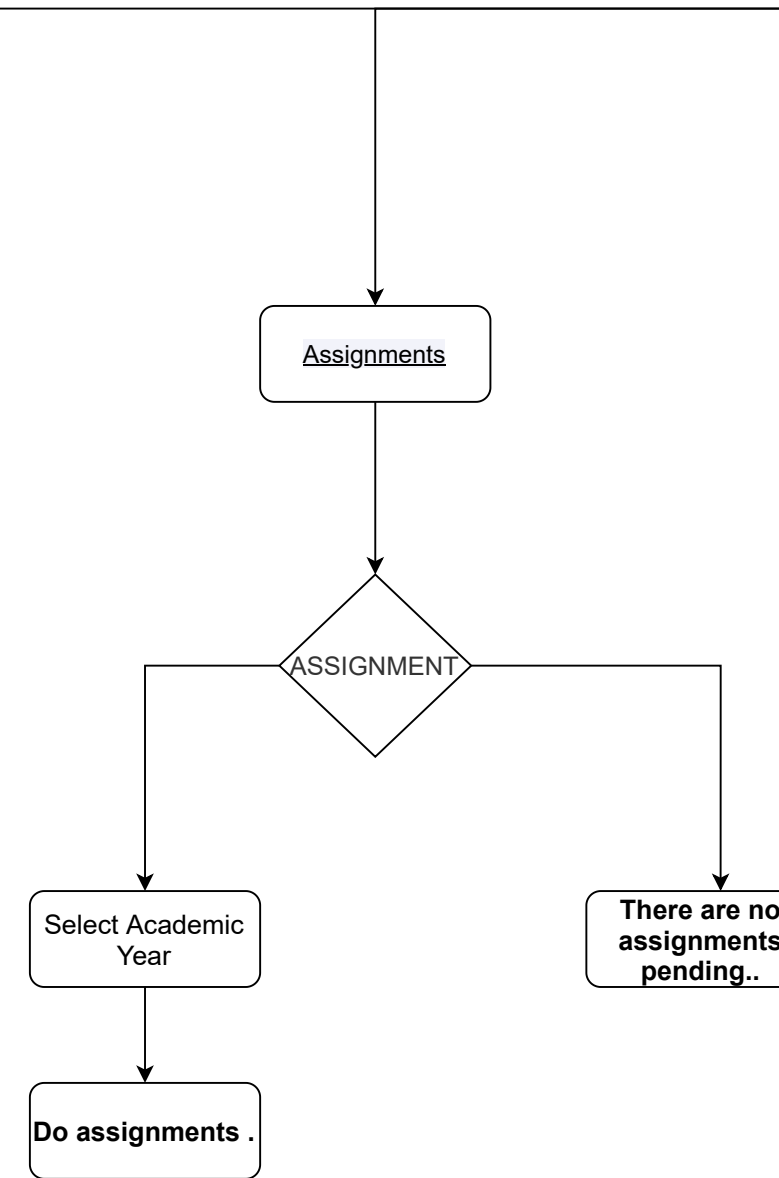 Assignments
ASSIGNMENT
Select Academic
Year
There are no
assignments
pending..
Do assignments .